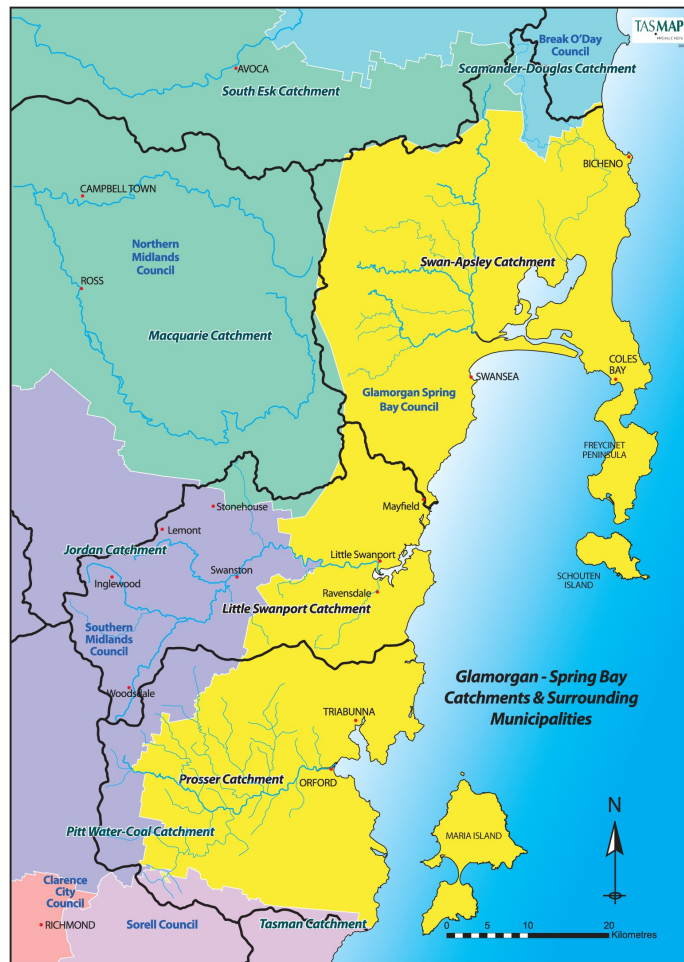 TASMAP
Break O'Day
Council
Scamander-Douglas Catchment
AVOCA
South Esk Catchment
BICHENO
CAMPBELL TOWN
Northern
Midlands
Council
Swan-Apsley Catchment
ROSS
Macquarie Catchment
COLES
BAY
SWANSEA
Glamorgan Spring
Bay Council
FREYCINET
PENINSULA
Mayfield
Stonehouse
Lemont
Jordan Catchment
Little Swanport
Inglewood
Swanston
SCHOUTEN
ISLAND
Ravensdale
Little Swanport Catchment
Southern
Midlands
Council
Woodsdale
Glamorgan - Spring Bay
Catchments & Surrounding
Municipalities
TRIABUNNA
Prosser Catchment
ORFORD
N
Pitt Water-Coal Catchment
MARIA ISLAND
Clarence
City
Council
RICHMOND
Sorell Council
Tasman Catchment
0 10 20
Kilometres